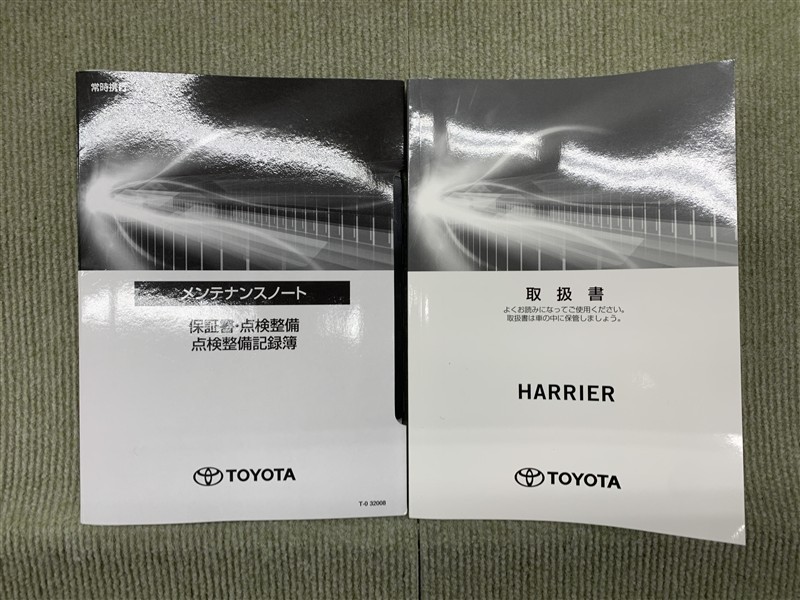 常時携行
メンテナンスノート
保証書・点検整備
点検整備記録簿
TOYOTA
T-0 32008
取扱書
よくお読みになってご使用ください。
取扱書は車の中に保管しましょう。
HARRIER
TOYOTA